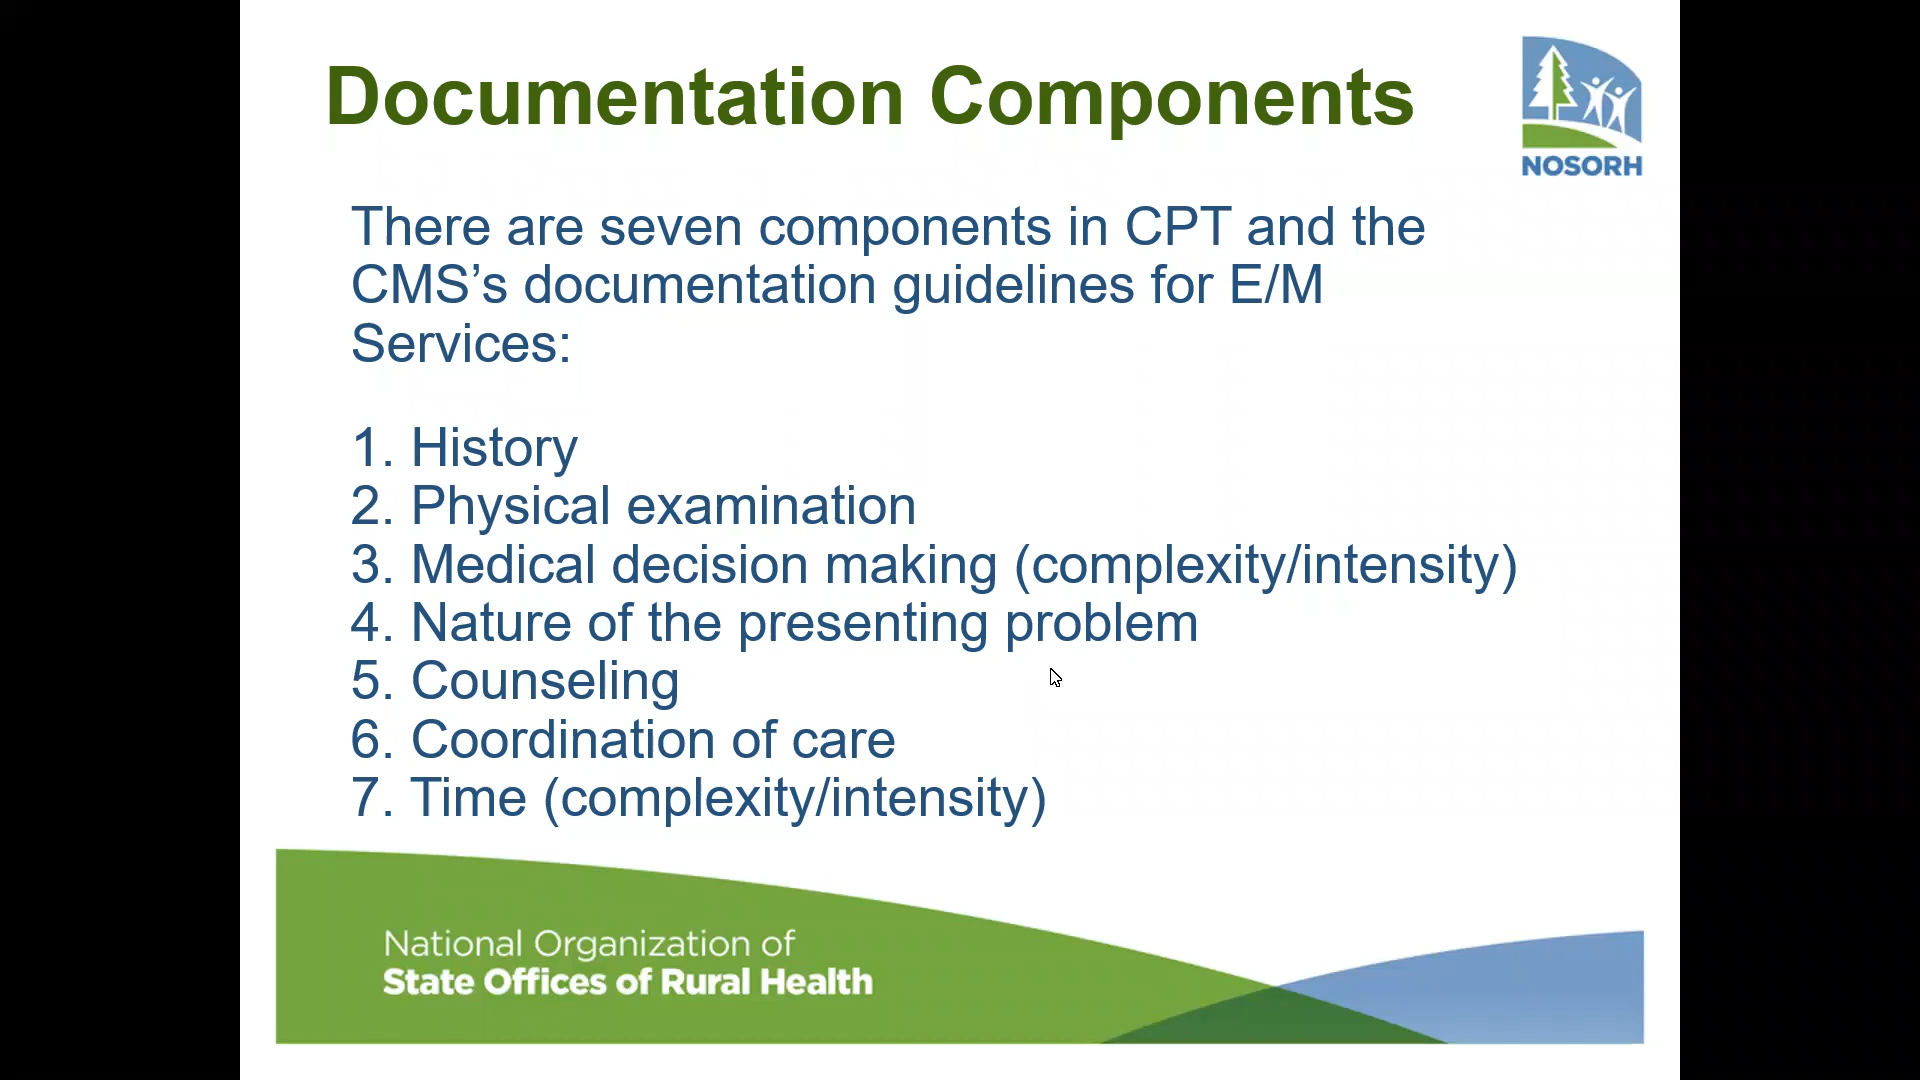 Documentation Components
NOSORH
There are seven components in CPT and the
CMS’s documentation guidelines for E/M
Services:
1. History
2. Physical examination
3. Medical decision making (complexity/intensity)
4. Nature of the presenting problem
5. Counseling
6. Coordination of care
7. Time (complexity/intensity)
National Organization of
State Offices of Rural Health